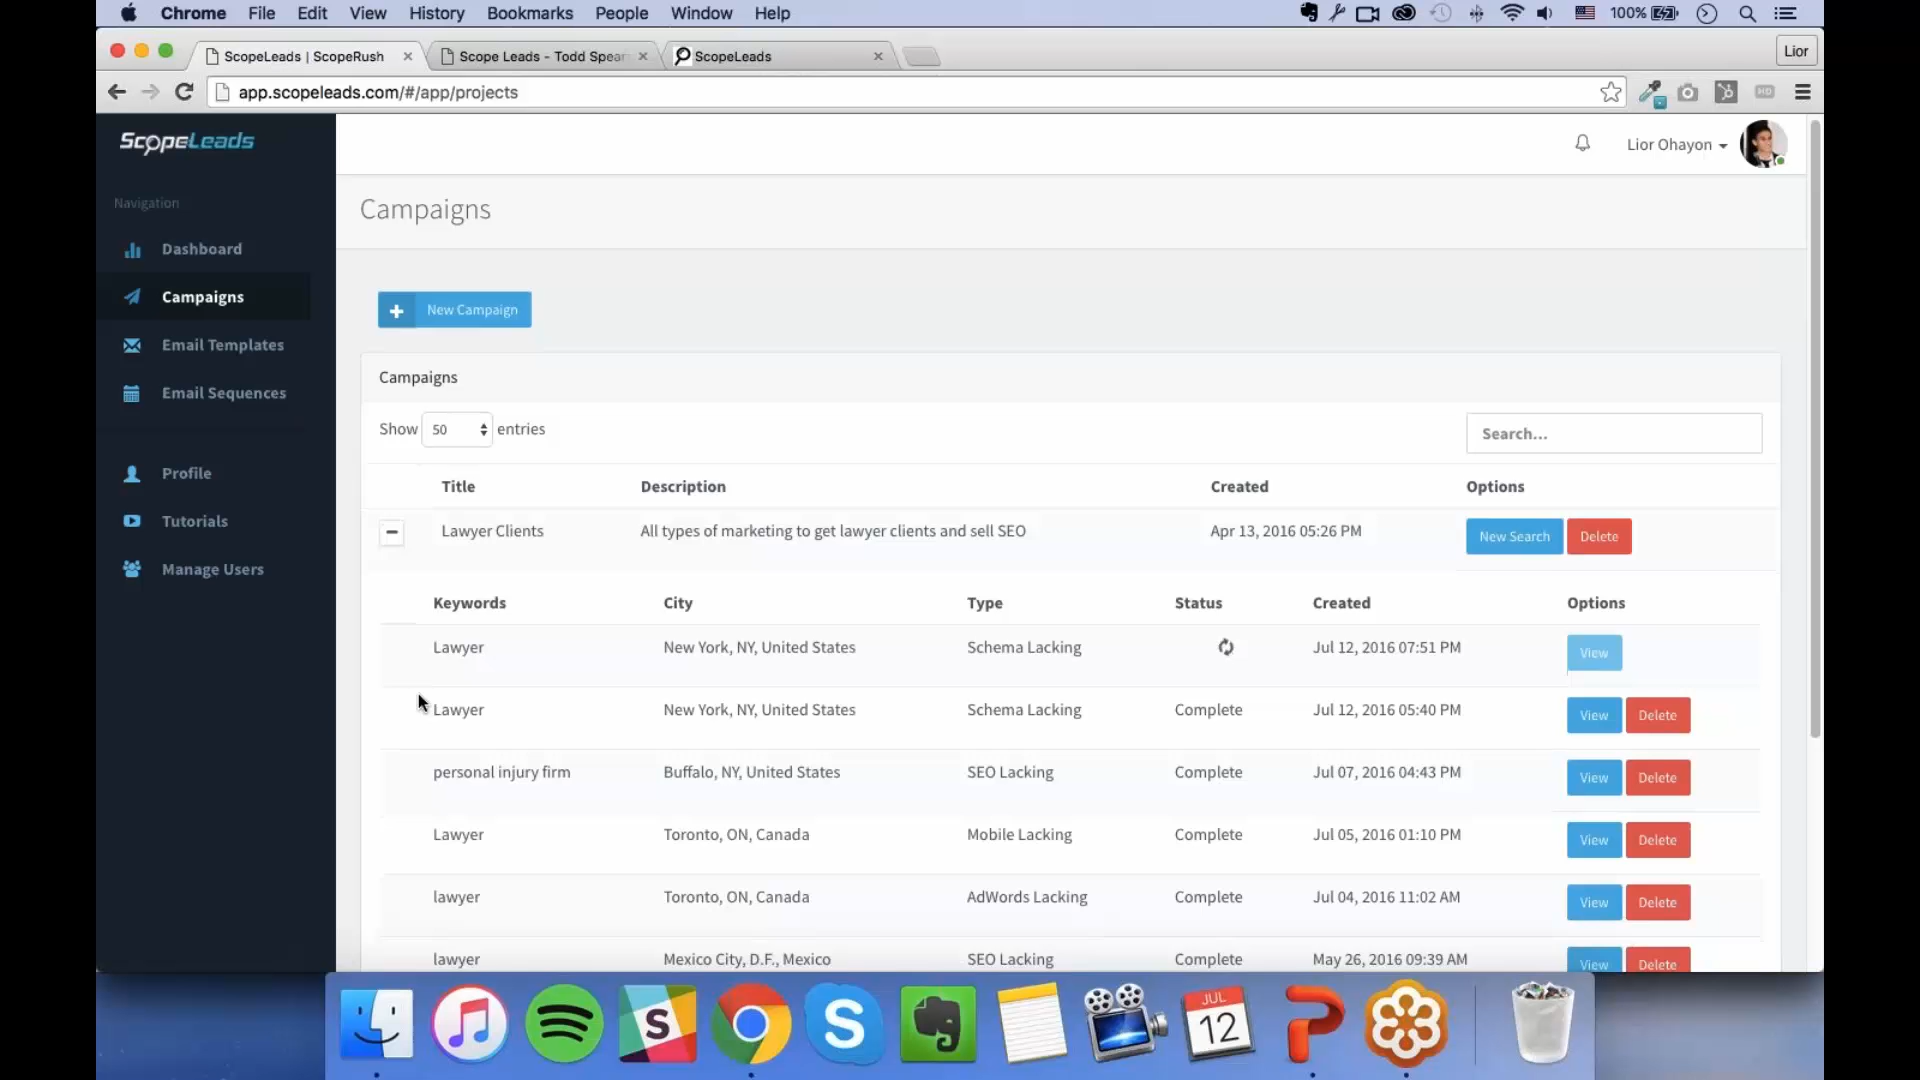 Chrome File Edit View History Bookmarks People Window Help 100%
ScopeLeads | ScopeRush Scope Leads - Todd Spear ScopeLeads Lior
app.scopeleads.com/#/app/projects
ScopeLeads
Lior Ohayon
Navigation
Campaigns
Dashboard
Campaigns
Email Templates
Email Sequences
Profile
Tutorials
Manage Users
New Campaign
Campaigns
Show 50 entries
Search...
Title Description Created Options
Lawyer Clients All types of marketing to get lawyer clients and sell SEO Apr 13, 2016 05:26 PM New Search Delete
Keywords City Type Status Created Options
Lawyer New York, NY, United States Schema Lacking Jul 12, 2016 07:51 PM View
Lawyer New York, NY, United States Schema Lacking Complete Jul 12, 2016 05:40 PM View Delete
personal injury firm Buffalo, NY, United States SEO Lacking Complete Jul 07, 2016 04:43 PM View Delete
Lawyer Toronto, ON, Canada Mobile Lacking Complete Jul 05, 2016 01:10 PM View Delete
lawyer Toronto, ON, Canada AdWords Lacking Complete Jul 04, 2016 11:02 AM View Delete
lawyer Mexico City, D.F., Mexico SEO Lacking Complete May 26, 2016 09:39 AM View Delete
JUL
12